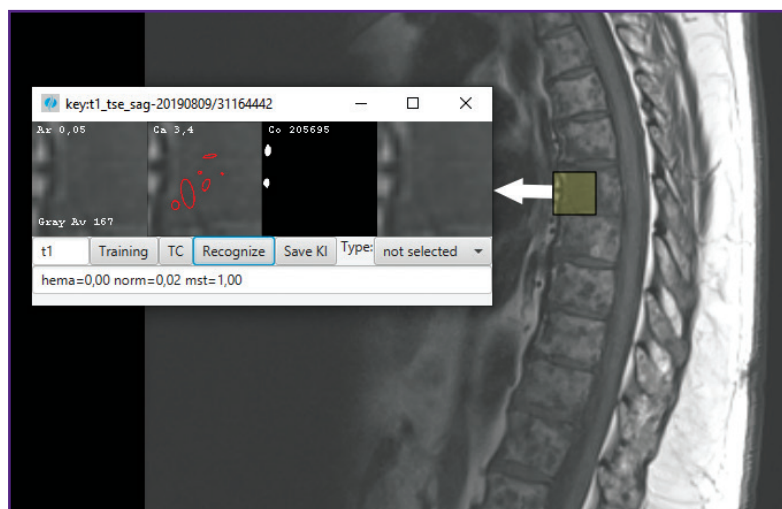 key:t1_tse_sag-20190809/31164442
Ar 0,05
Ca 3,4
Co 205695
Gray Av 167
t1
Training
TC
Recognize
Save KI
Type:
not selected
hema=0,00 norm=0,02 mst=1,00